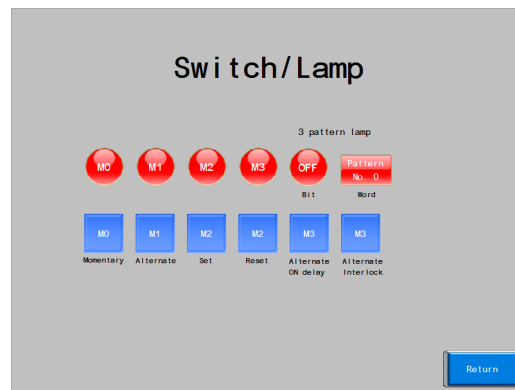 Switch/Lamp
3 pattern lamp
M0 M1 M2 M3 OFF Pattern
No. 0
Bit Word
M0 M1 M2 M2 M3 M3
Momentary Alternate Set Reset Alternate Alternate
ON delay Interlock
Return